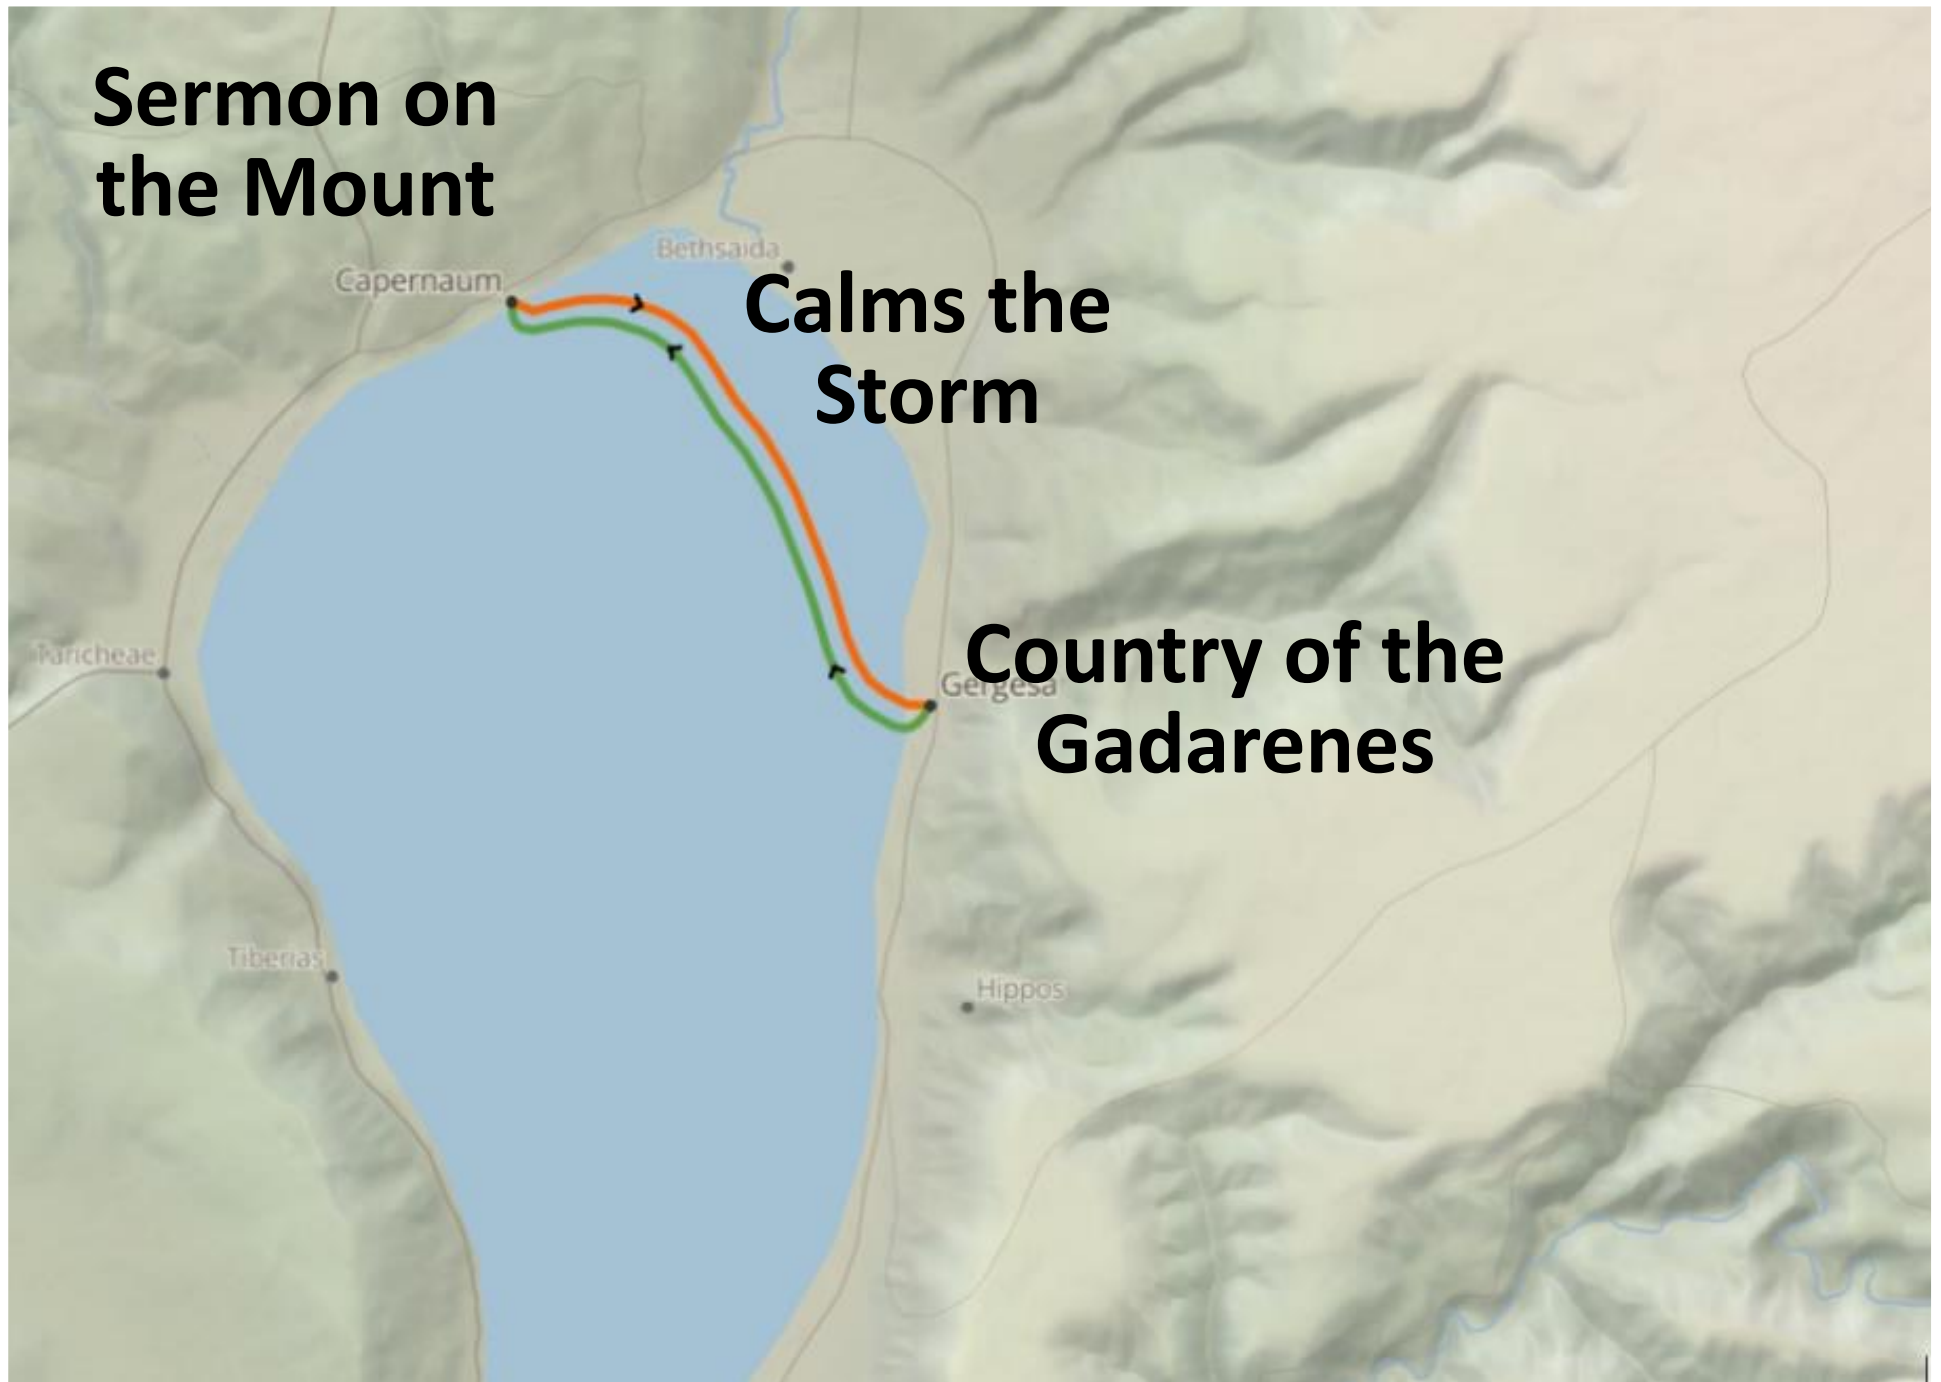 Sermon on
the Mount
Bethsaida
Capernaum
Calms the
Storm
Country of the
Gergesa
Gadarenes
Taricheae
Tiberias
Hippos